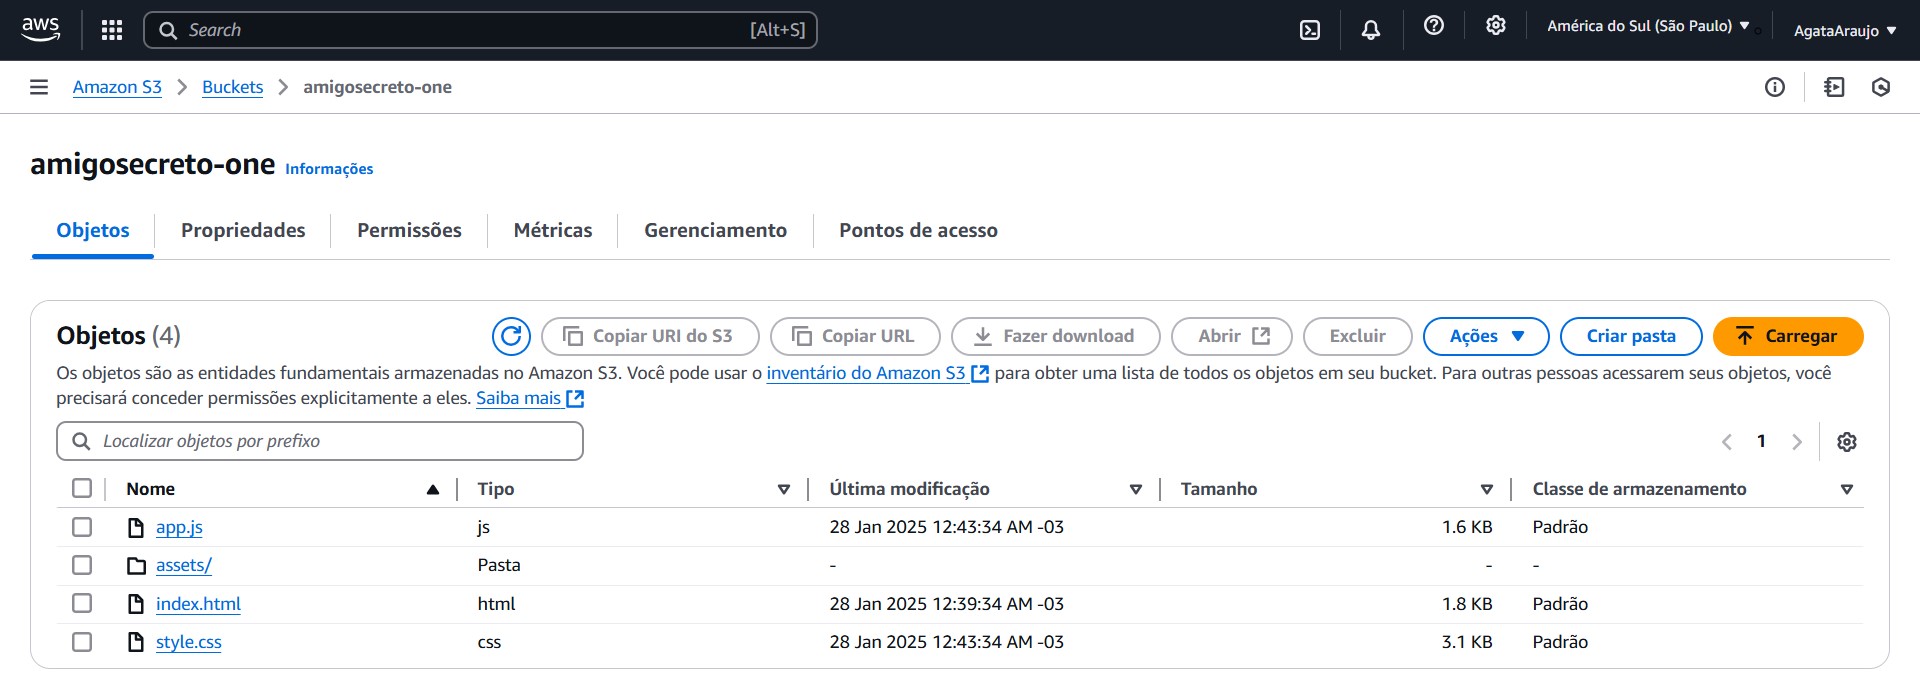 aws Search [Alt+S] América do Sul (São Paulo) AgataAraujo
Amazon S3 Buckets amigosecreto-one
amigosecreto-one Informações
Objetos Propriedades Permissões Métricas Gerenciamento Pontos de acesso
Objetos (4) Copiar URI do S3 Copiar URL Fazer download Abrir Excluir Ações Criar pasta Carregar
Os objetos são as entidades fundamentais armazenadas no Amazon S3. Você pode usar o inventário do Amazon S3 para obter uma lista de todos os objetos em seu bucket. Para outras pessoas acessarem seus objetos, você
precisará conceder permissões explicitamente a eles. Saiba mais
Localizar objetos por prefixo 1
Nome Tipo Última modificação Tamanho Classe de armazenamento
app.js js 28 Jan 2025 12:43:34 AM -03 1.6 KB Padrão
assets/ Pasta - - -
index.html html 28 Jan 2025 12:39:34 AM -03 1.8 KB Padrão
style.css css 28 Jan 2025 12:43:34 AM -03 3.1 KB Padrão